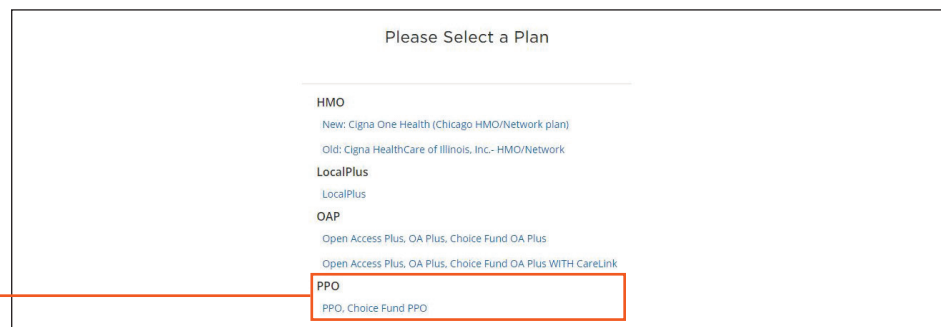 Please Select a Plan
HMO
New: Cigna One Health (Chicago HMO/Network plan)
Old: Cigna HealthCare of Illinois, Inc.- HMO/Network
LocalPlus
LocalPlus
OAP
Open Access Plus, OA Plus, Choice Fund OA Plus
Open Access Plus, OA Plus, Choice Fund OA Plus WITH CareLink
PPO
PPO, Choice Fund PPO